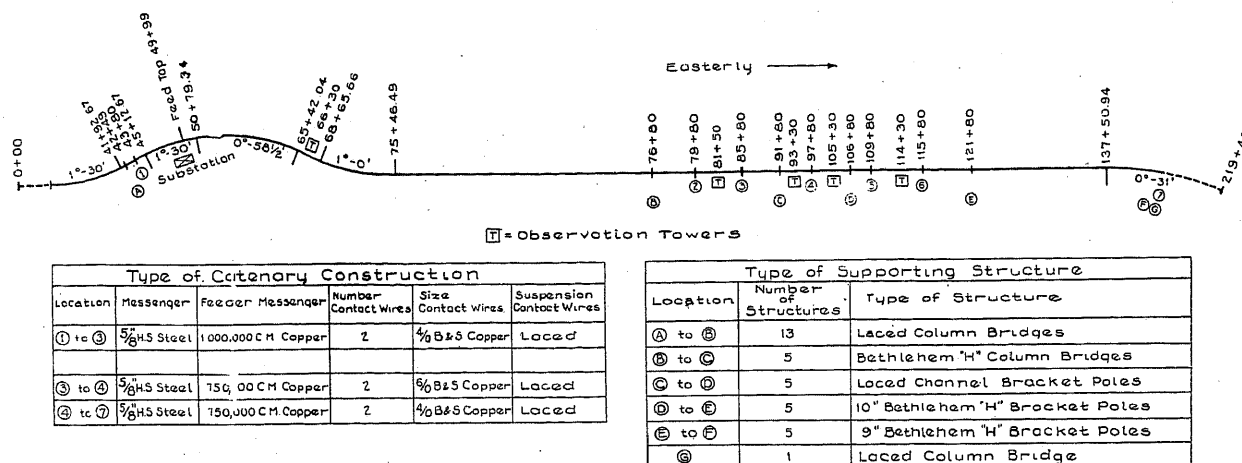 Easterly
0+00
1°-30'
41+92.67
42+49
43+80
45+12.67
Feed Tap 49+99
50+79.34
A
1
1°-30'
Substation
0°-58½'
65+42.04
T 66+30
68+65.66
1°-0'
75+46.49
76+80
79+80
81+50
85+80
91+80
93+30
97+80
105+30
106+80
109+80
114+30
115+80
121+80
137+50.94
B
2
T
3
C
T
4
T
T
6
E
0°-31'
F
G
7
T = Observation Towers
Type of Catenary Construction
Location Messenger Feeder Messenger Number Contact Wires Size Contact Wires Suspension Contact Wires
1 to 3 5/8" H.S Steel 1000,000 C M Copper 2 4/0 B&S Copper Laced
3 to 4 5/8" H.S Steel 750, 00 C M Copper 2 6/0 B&S Copper Laced
4 to 7 5/8" H.S Steel 750,000 C M. Copper 2 4/0 B&S Copper Laced
Type of Supporting Structure
Location Number of Structures Type of Structure
A to B 13 Laced Column Bridges
B to C 5 Bethlehem "H" Column Bridges
C to D 5 Laced Channel Bracket Poles
D to E 5 10" Bethlehem "H" Bracket Poles
E to F 5 9" Bethlehem "H" Bracket Poles
G 1 Laced Column Bridge